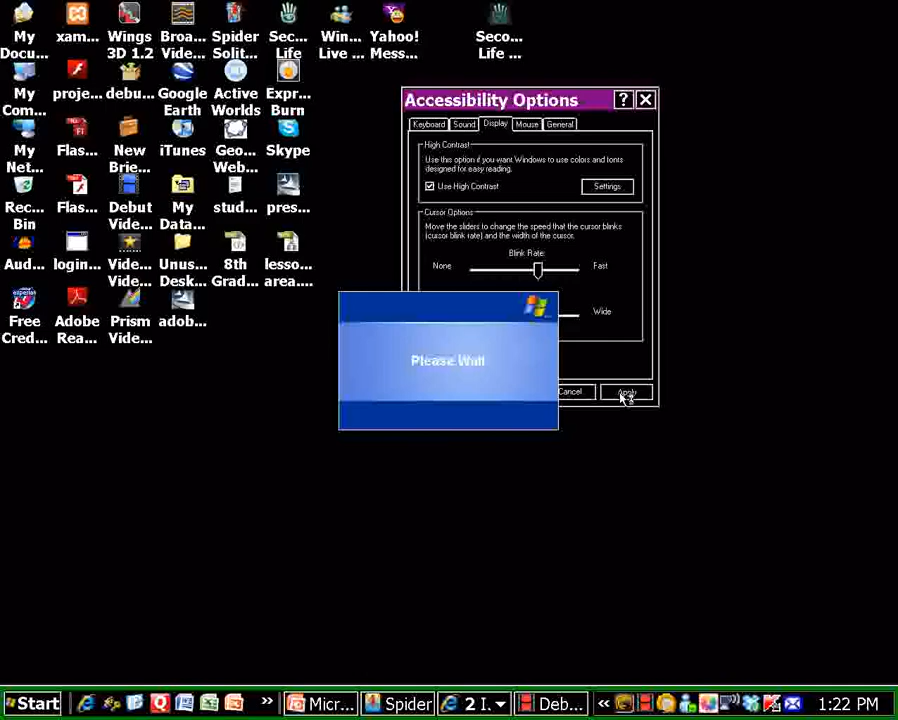 My Docu...
xam...
Wings 3D 1.2
Broa... Vide...
Spider Solit...
Sec... Life
Win... Live ...
Yahoo! Mess...
Seco... Life ...
My Com...
proje...
debu...
Google Earth
Active Worlds
Expr... Burn
My Net...
Flas...
New Brie...
iTunes
Geo... Web...
Skype
Rec... Bin
Flas...
Debut Vide...
My Data...
stud...
pres...
Aud...
login...
Vide... Vide...
Unus... Desk...
8th Grad...
lesso... area....
Free Cred...
Adobe Rea...
Prism Vide...
adob...
Accessibility Options
Keyboard Sound Display Mouse General
High Contrast
Use this option if you want Windows to use colors and fonts
designed for easy reading.
Use High Contrast
Settings
Cursor Options
Move the sliders to change the speed that the cursor blinks
(cursor blink rate) and the width of the cursor.
Blink Rate:
None Fast
Wide
Please Wait
Cancel Apply
Start Micr... Spider 2 I... Deb... « 1:22 PM